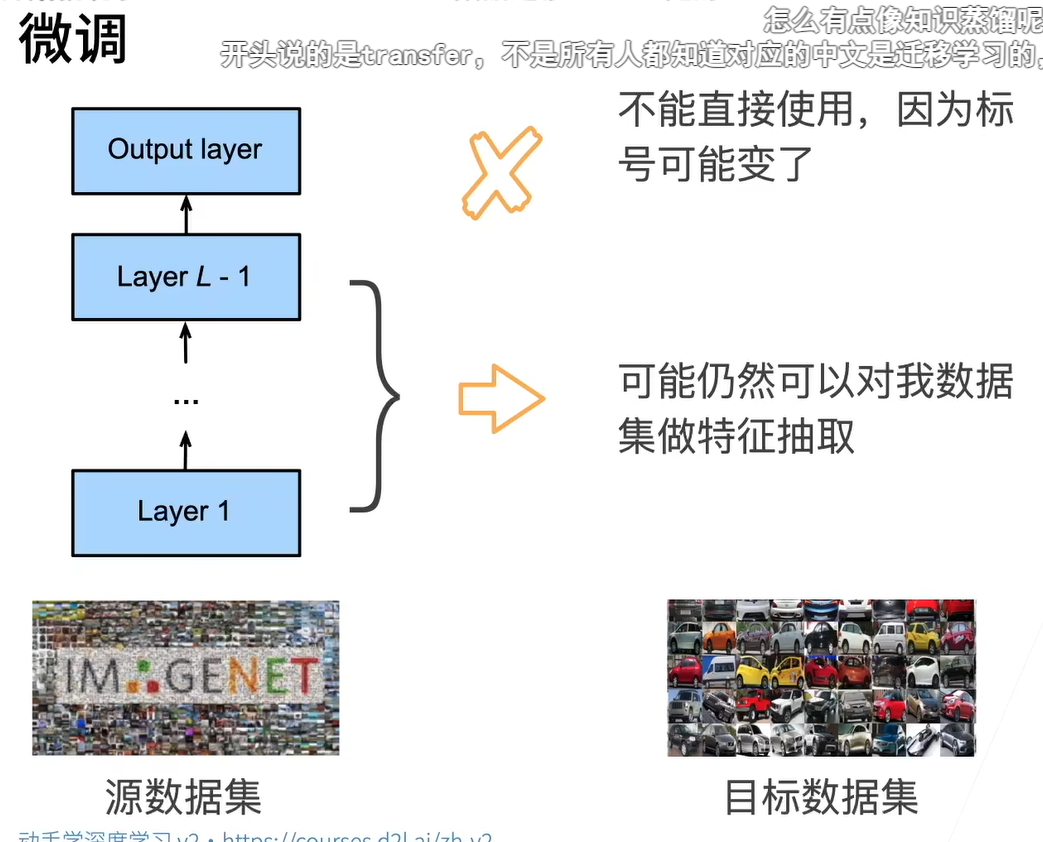 微调
怎么有点像知识蒸馏呢
开头说的是transfer，不是所有人都知道对应的中文是迁移学习的，
Output layer
不能直接使用，因为标
号可能变了
Layer L - 1
...
可能仍然可以对我数据
集做特征抽取
Layer 1
IMAGENET
源数据集
目标数据集
动手学深度学习 v2 · https://courses.d2l.ai/zh-v2